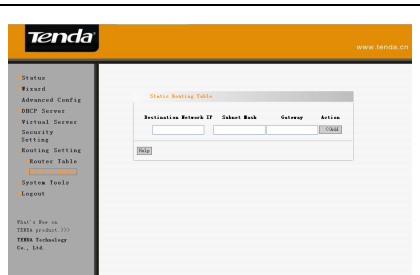 Tenda
www.tenda.cn
Status
Wizard
Advanced Config
DHCP Server
Virtual Server
Security
Setting
Routing Setting
Router Table
System Tools
Logout
What's New on
TENDA product.>>>
TENDA Technology
Co., Ltd.
Static Routing Table
Destination Network IP Subnet Mask Gateway Action
Add
Help